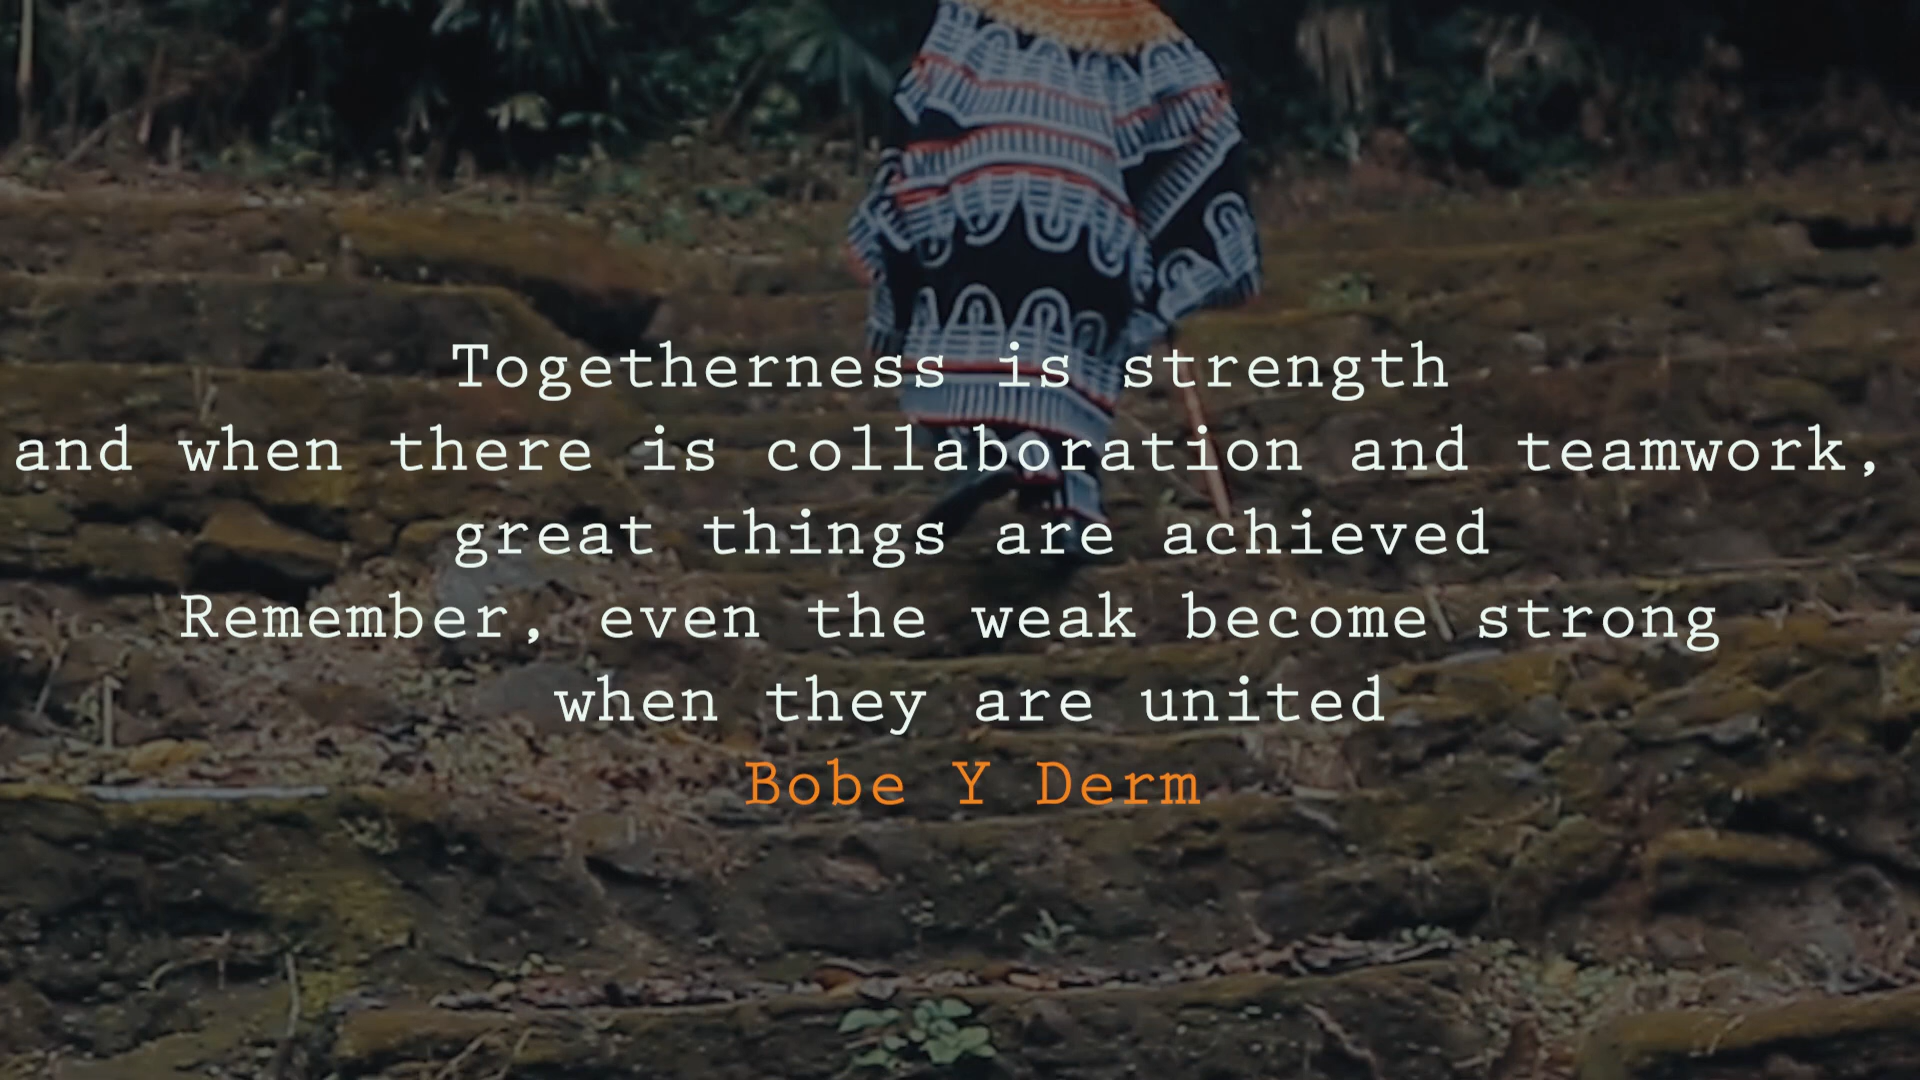 Togetherness is strength
and when there is collaboration and teamwork,
great things are achieved
Remember, even the weak become strong
when they are united
Bobe Y Derm